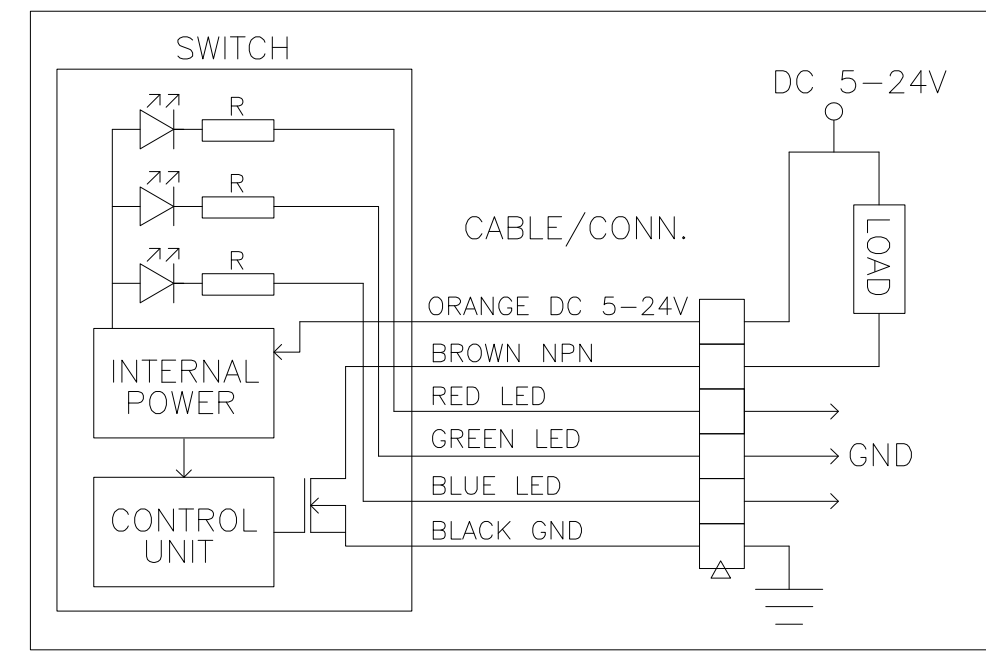 SWITCH
DC 5-24V
R
R
R
CABLE/CONN.
LOAD
ORANGE DC 5-24V
BROWN NPN
RED LED
GREEN LED
BLUE LED
BLACK GND
GND
INTERNAL
POWER
CONTROL
UNIT